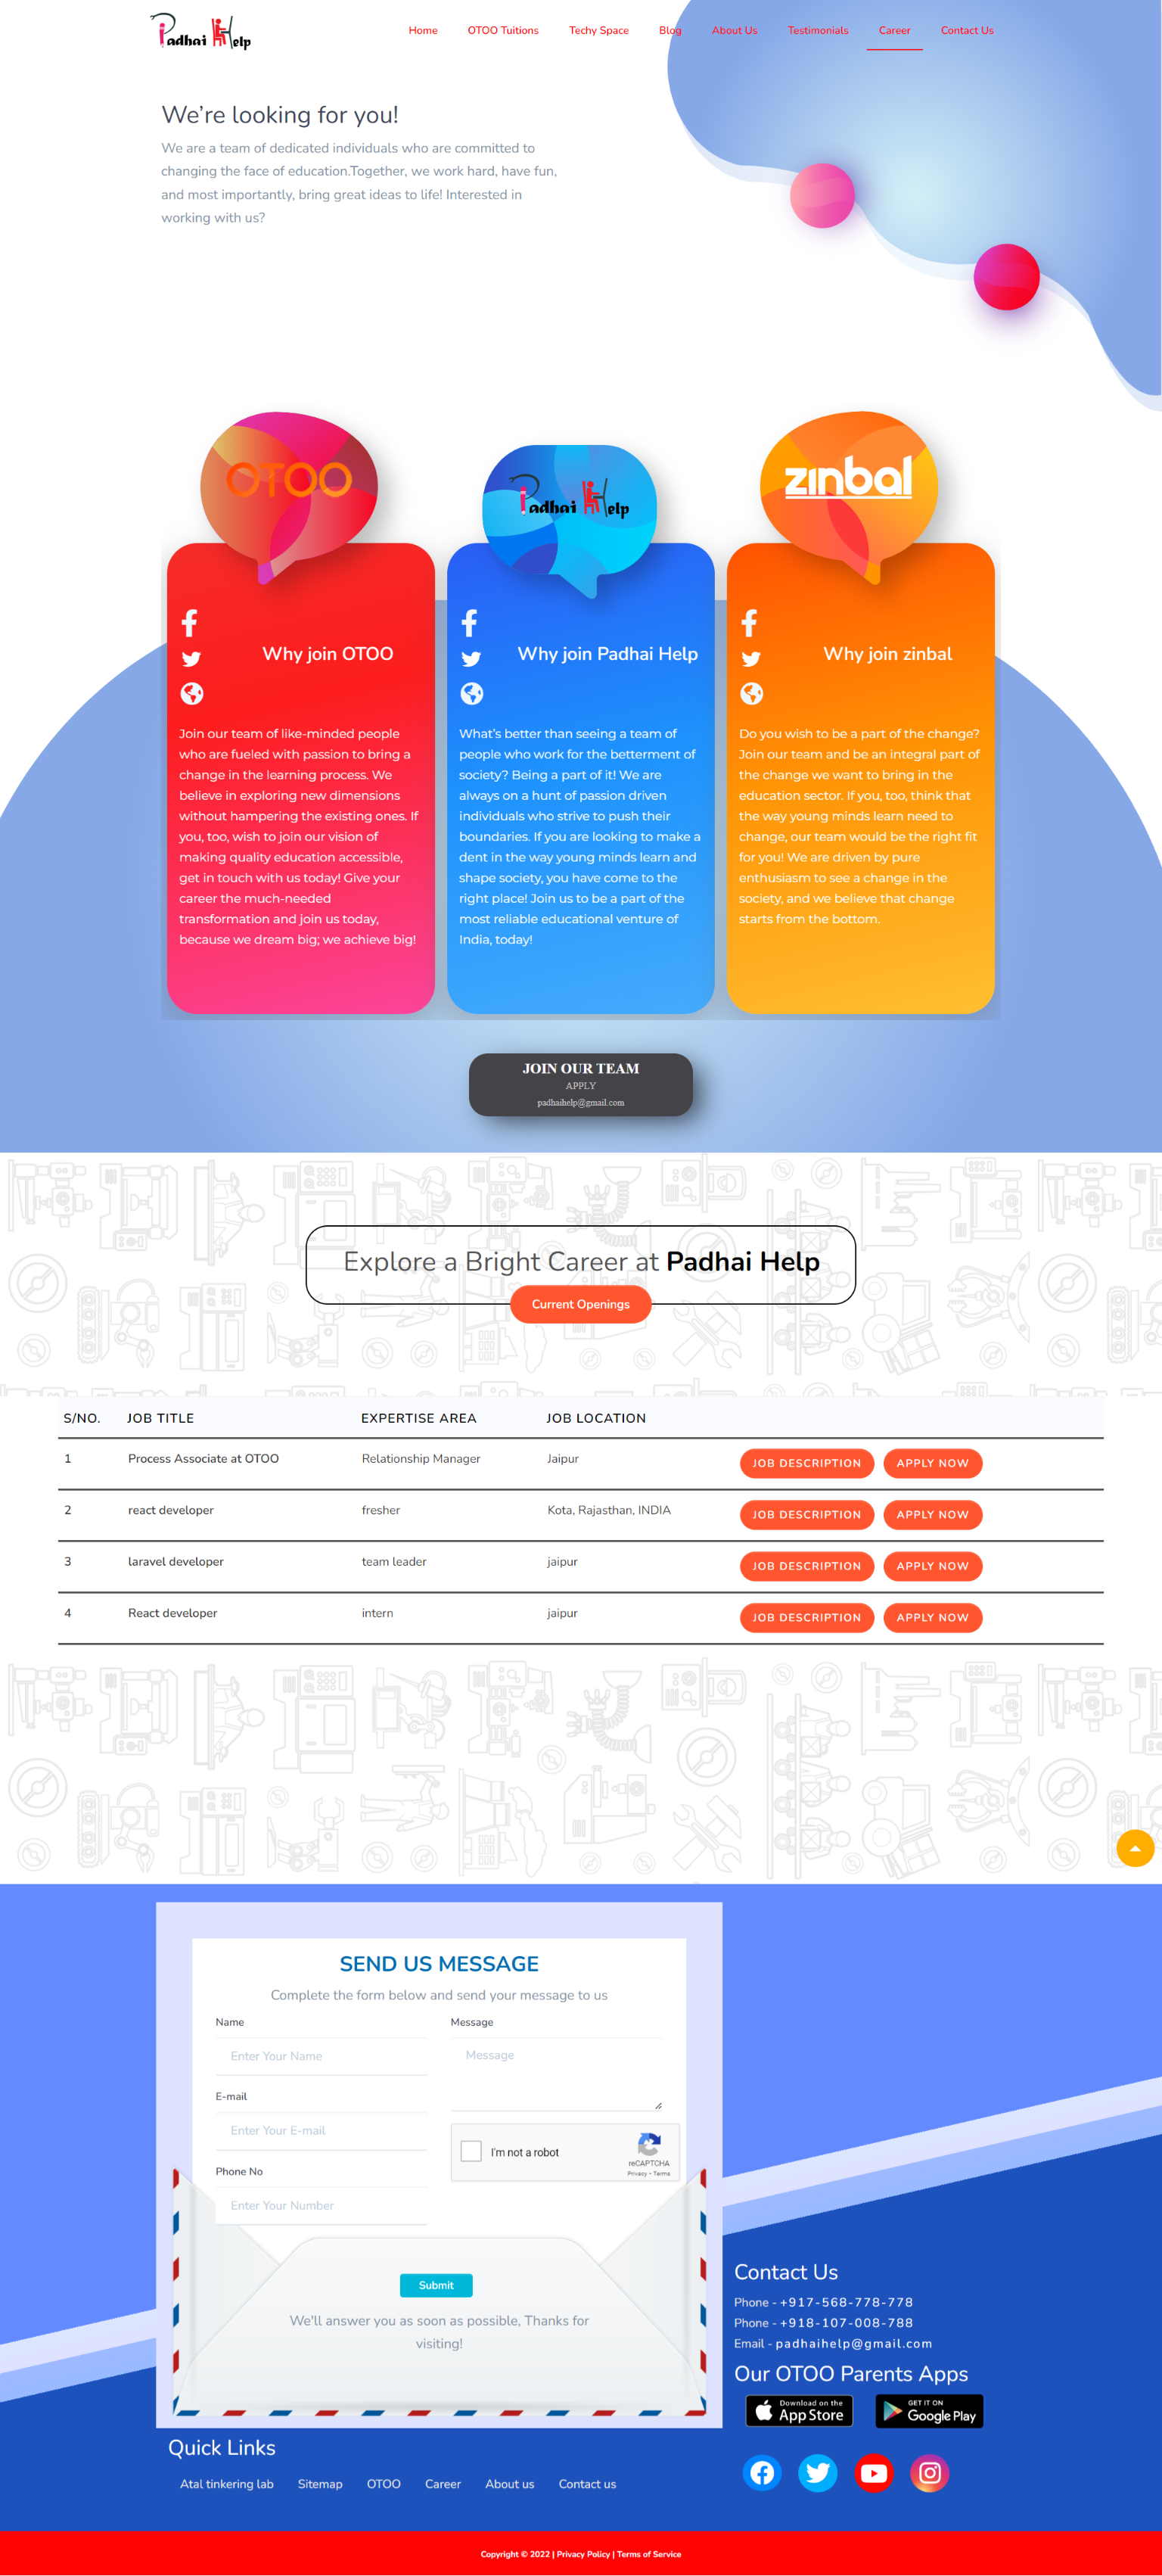 Padhai Help
Home OTOO Tuitions Techy Space Blog About Us Testimonials Career Contact Us
We're looking for you!
We are a team of dedicated individuals who are committed to
changing the face of education.Together, we work hard, have fun,
and most importantly, bring great ideas to life! Interested in
working with us?
OTOO
Why join OTOO
Join our team of like-minded people
who are fueled with passion to bring a
change in the learning process. We
believe in exploring new dimensions
without hampering the existing ones. If
you, too, wish to join our vision of
making quality education accessible,
get in touch with us today! Give your
career the much-needed
transformation and join us today,
because we dream big; we achieve big!
Padhai Help
Why join Padhai Help
What's better than seeing a team of
people who work for the betterment of
society? Being a part of it! We are
always on a hunt of passion driven
individuals who strive to push their
boundaries. If you are looking to make a
dent in the way young minds learn and
shape society, you have come to the
right place! Join us to be a part of the
most reliable educational venture of
India, today!
zinbal
Why join zinbal
Do you wish to be a part of the change?
Join our team and be an integral part of
the change we want to bring in the
education sector. If you, too, think that
the way young minds learn need to
change, our team would be the right fit
for you! We are driven by pure
enthusiasm to see a change in the
society, and we believe that change
starts from the bottom.
JOIN OUR TEAM
APPLY
padhaihelp@gmail.com
Explore a Bright Career at Padhai Help
Current Openings
S/NO. JOB TITLE EXPERTISE AREA JOB LOCATION
1 Process Associate at OTOO Relationship Manager Jaipur JOB DESCRIPTION APPLY NOW
2 react developer fresher Kota, Rajasthan, INDIA JOB DESCRIPTION APPLY NOW
3 laravel developer team leader jaipur JOB DESCRIPTION APPLY NOW
4 React developer intern jaipur JOB DESCRIPTION APPLY NOW
SEND US MESSAGE
Complete the form below and send your message to us
Name
Enter Your Name
E-mail
Enter Your E-mail
Phone No
Enter Your Number
Message
Message
I'm not a robot
reCAPTCHA
Privacy - Terms
Submit
We'll answer you as soon as possible, Thanks for
visiting!
Contact Us
Phone - +917-568-778-778
Phone - +918-107-008-788
Email - padhaihelp@gmail.com
Our OTOO Parents Apps
Download on the
App Store
GET IT ON
Google Play
Quick Links
Atal tinkering lab Sitemap OTOO Career About us Contact us
Copyright © 2022 | Privacy Policy | Terms of Service